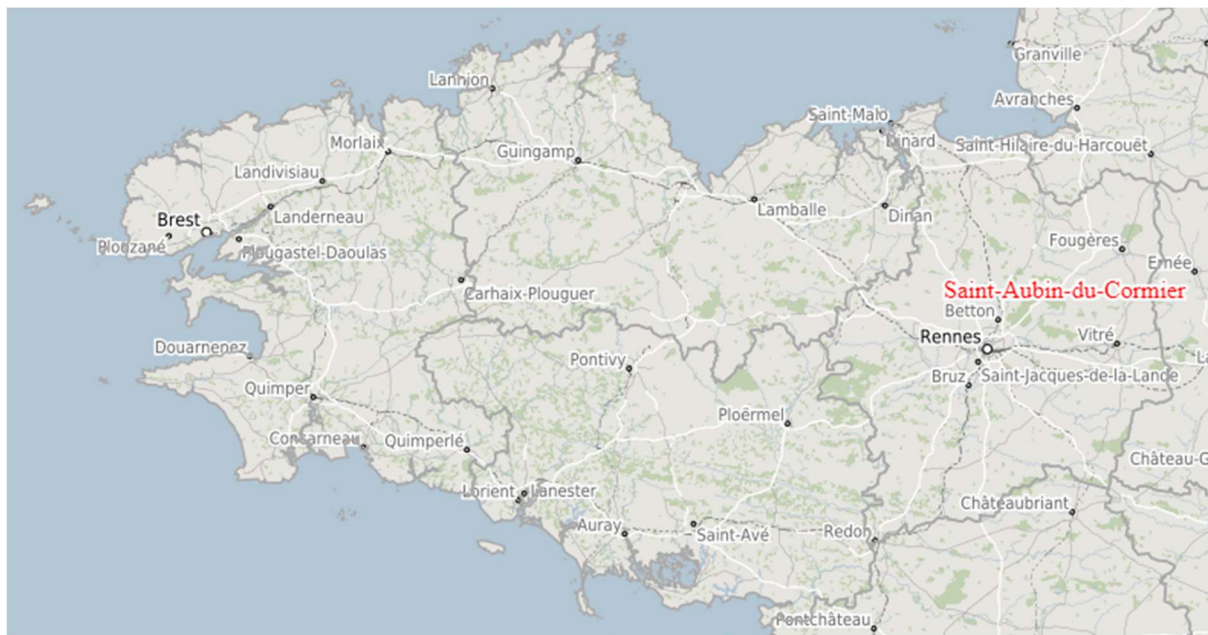 Granville
Lannion
Avranches
Saint-Malo
Morlaix
Dinard
Saint-Hilaire-du-Harcouët
Guingamp
Landivisiau
Brest
Landerneau
Lamballe
Dinan
Plouzané
Plougastel-Daoulas
Fougères
Ernée
Carhaix-Plouguer
Saint-Aubin-du-Cormier
Betton
Rennes
Vitré
Douarnenez
Pontivy
La
Bruz
Saint-Jacques-de-la-Lande
Quimper
Ploërmel
Concarneau
Quimperlé
Château-G
Lorient
Lanester
Châteaubriant
Auray
Saint-Avé
Redon
Pontchâteau